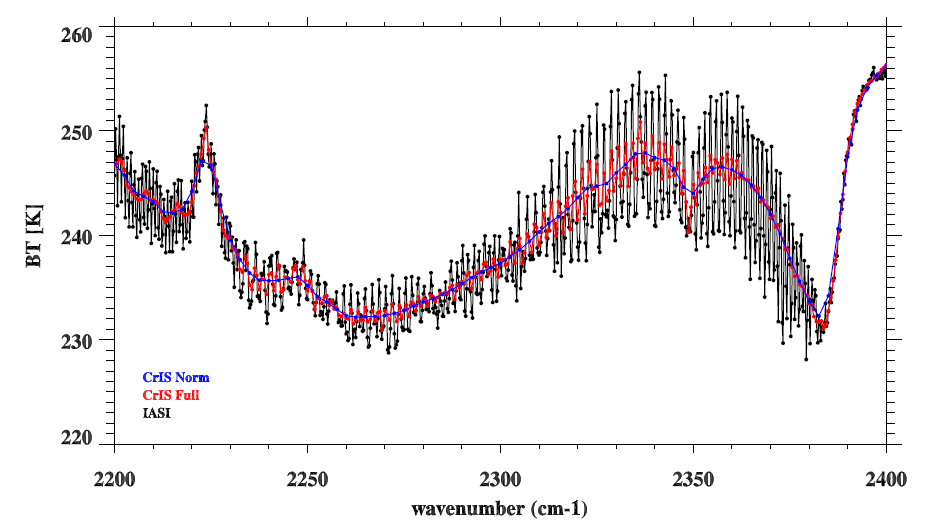 260
250
240
230
220
BT [K]
CrIS Norm
CrIS Full
IASI
2200 2250 2300 2350 2400
wavenumber (cm-1)